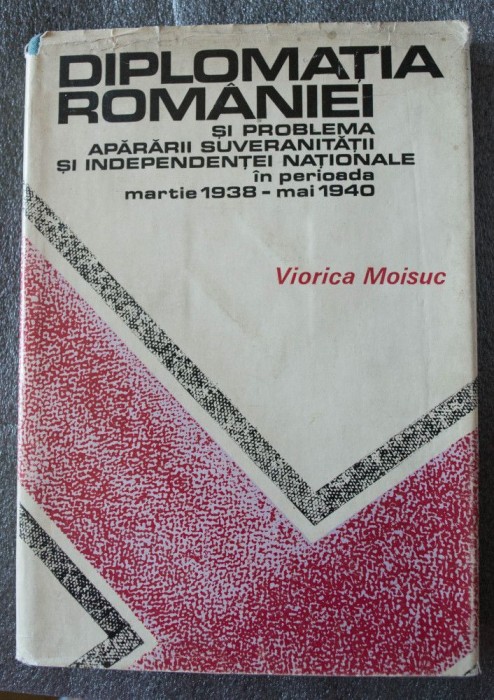 DIPLOMAȚIA
ROMÂNIEI
ȘI PROBLEMA
APĂRĂRII SUVERANITĂȚII
ȘI INDEPENDENȚEI NAȚIONALE
în perioada
martie 1938 - mai 1940
Viorica Moisuc